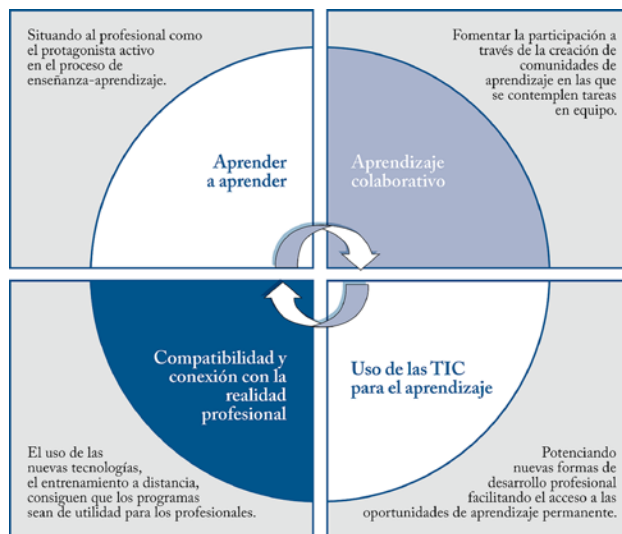 Situando al profesional como
el protagonista activo
en el proceso de
enseñanza-aprendizaje.
Fomentar la participación a
través de la creación de
comunidades de
aprendizaje en las que
se contemplen tareas
en equipo.
Aprender
a aprender
Aprendizaje
colaborativo
Compatibilidad y
conexión con la
realidad
profesional
Uso de las TIC
para el aprendizaje
El uso de las
nuevas tecnologías,
el entrenamiento a distancia,
consiguen que los programas
sean de utilidad para los profesionales.
Potenciando
nuevas formas de
desarrollo profesional
facilitando el acceso a las
oportunidades de aprendizaje permanente.